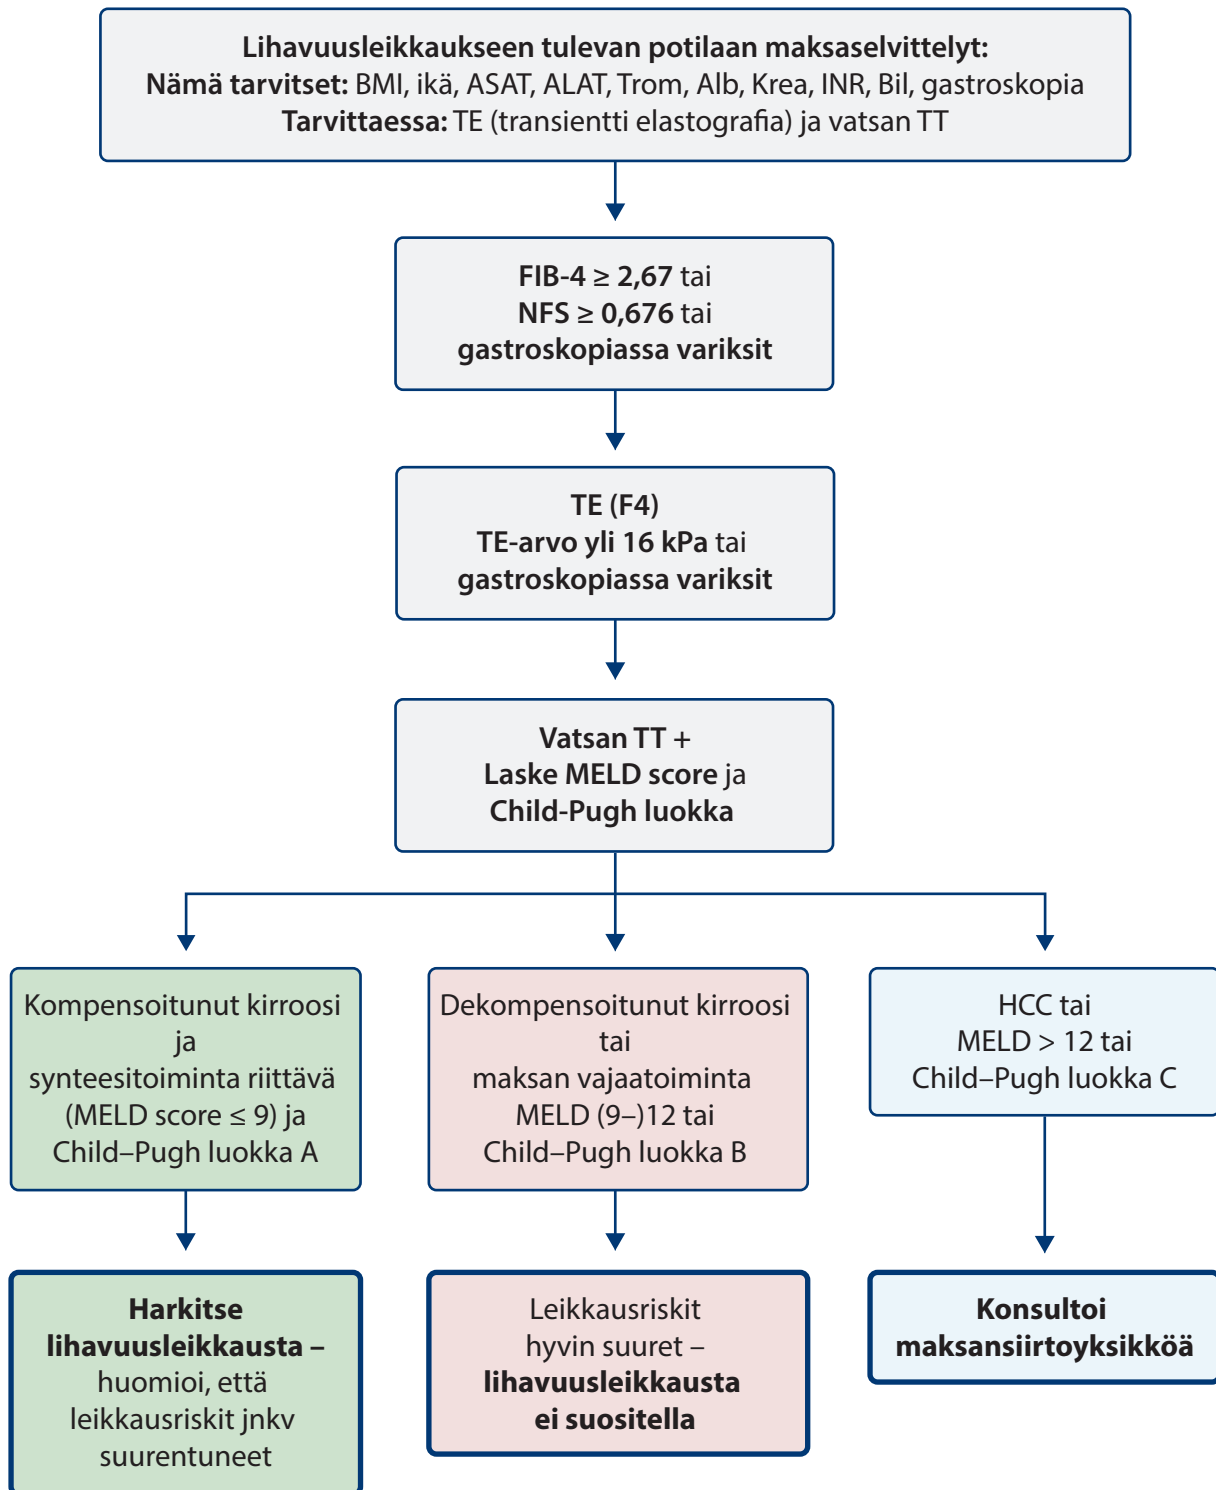 Lihavuusleikkaukseen tulevan potilaan maksaselvittelyt:
Nämä tarvitset: BMI, ikä, ASAT, ALAT, Trom, Alb, Krea, INR, Bil, gastroskopia
Tarvittaessa: TE (transientti elastografia) ja vatsan TT
FIB-4 ≥ 2,67 tai
NFS ≥ 0,676 tai
gastroskopiassa variksit
TE (F4)
TE-arvo yli 16 kPa tai
gastroskopiassa variksit
Vatsan TT +
Laske MELD score ja
Child-Pugh luokka
Kompensoitunut kirroosi
ja
synteesitoiminta riittävä
(MELD score ≤ 9) ja
Child–Pugh luokka A
Dekompensoitunut kirroosi
tai
maksan vajaatoiminta
MELD (9–)12 tai
Child–Pugh luokka B
HCC tai
MELD > 12 tai
Child–Pugh luokka C
Harkitse
lihavuusleikkausta –
huomioi, että
leikkausriskit jnkv
suurentuneet
Leikkausriskit
hyvin suuret –
lihavuusleikkausta
ei suositella
Konsultoi
maksansiirtoyksikköä